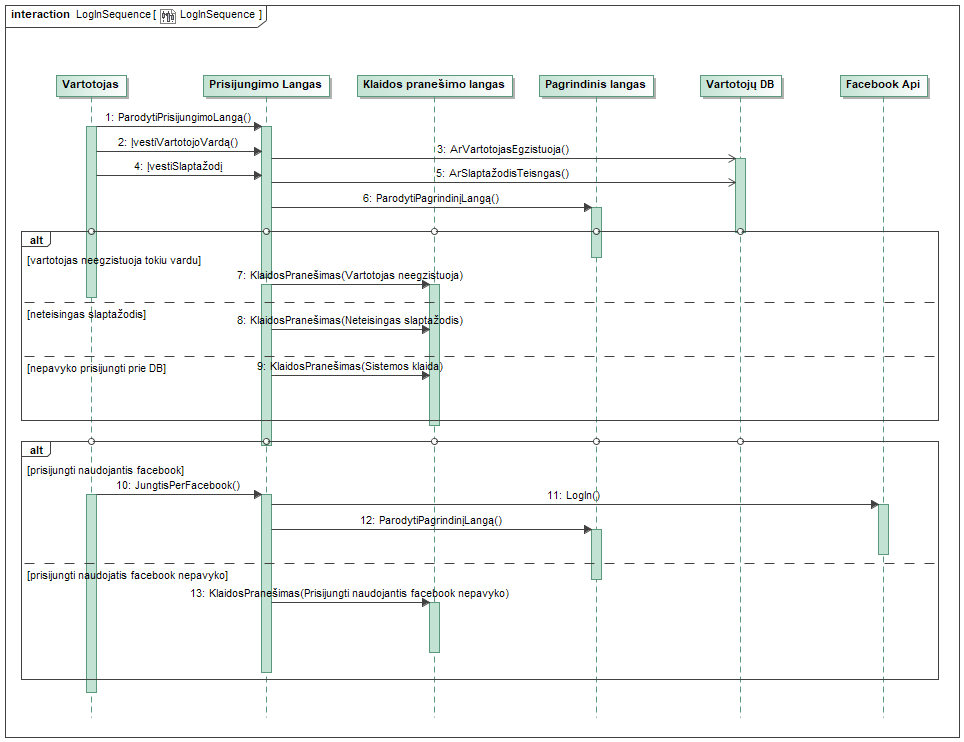 interaction LogInSequence [ LogInSequence ]
Vartotojas
Prisijungimo Langas
Klaidos pranešimo langas
Pagrindinis langas
Vartotojų DB
Facebook Api
1: ParodytiPrisijungimoLangą()
2: ĮvestiVartotojoVardą()
3: ArVartotojasEgzistuoja()
4: ĮvestiSlaptažodį
5: ArSlaptažodisTeisngas()
6: ParodytiPagrindinįLangą()
alt
[vartotojas neegzistuoja tokiu vardu]
7: KlaidosPranešimas(Vartotojas neegzistuoja)
[neteisingas slaptažodis]
8: KlaidosPranešimas(Neteisingas slaptažodis)
[nepavyko prisijungti prie DB]
9: KlaidosPranešimas(Sistemos klaida)
alt
[prisijungti naudojantis facebook]
10: JungtisPerFacebook()
11: LogIn()
12: ParodytiPagrindinįLangą()
[prisijungti naudojatis facebook nepavyko]
13: KlaidosPranešimas(Prisijungti naudojantis facebook nepavyko)